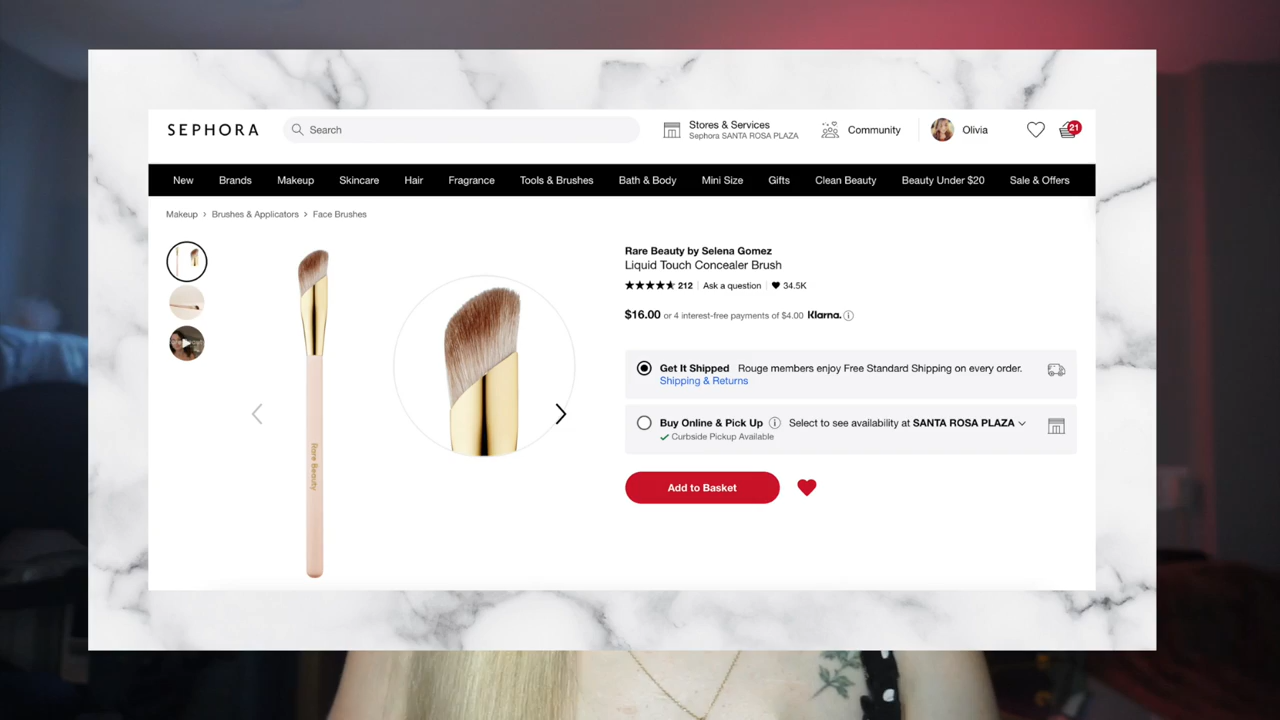 SEPHORA
Search
Stores & Services
Sephora SANTA ROSA PLAZA
Community
Olivia
21
New Brands Makeup Skincare Hair Fragrance Tools & Brushes Bath & Body Mini Size Gifts Clean Beauty Beauty Under $20 Sale & Offers
Makeup > Brushes & Applicators > Face Brushes
Rare Beauty by Selena Gomez
Liquid Touch Concealer Brush
212 Ask a question 34.5K
$16.00 or 4 interest-free payments of $4.00 Klarna.
Get It Shipped Rouge members enjoy Free Standard Shipping on every order.
Shipping & Returns
Buy Online & Pick Up Select to see availability at SANTA ROSA PLAZA
Curbside Pickup Available
Add to Basket
Rare Beauty